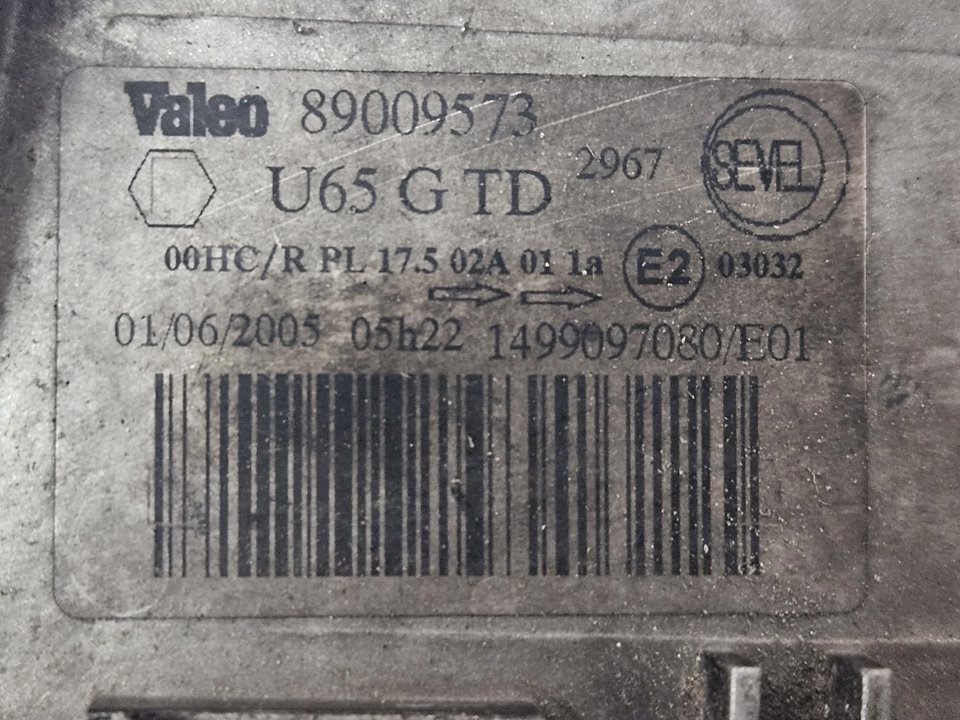 Valeo 89009573
U65 G TD 2967 SEVEL
00HC/R PL 17.5 02A 01 1a E2 03032
01/06/2005 05h22 1499097080/E01